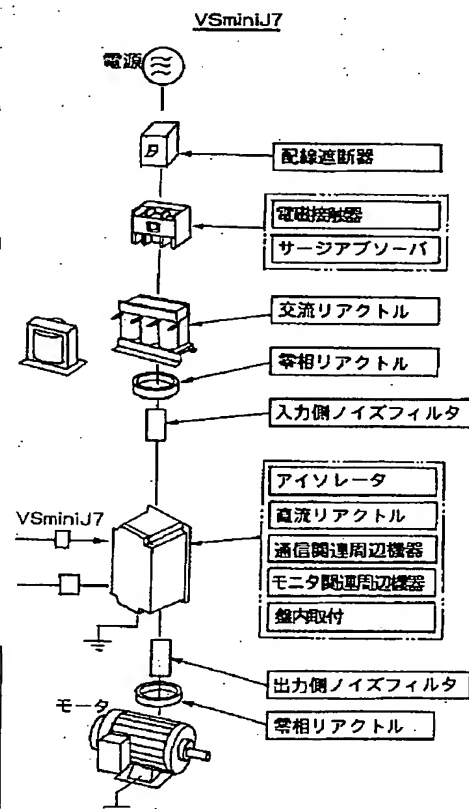 VSminiJ7
電源
配線遮断器
電磁接触器
サージアブソーバ
交流リアクトル
零相リアクトル
入力側ノイズフィルタ
アイソレータ
直流リアクトル
通信関連周辺機器
モニタ関連周辺機器
盤内取付
VSminiJ7
出力側ノイズフィルタ
零相リアクトル
モータ